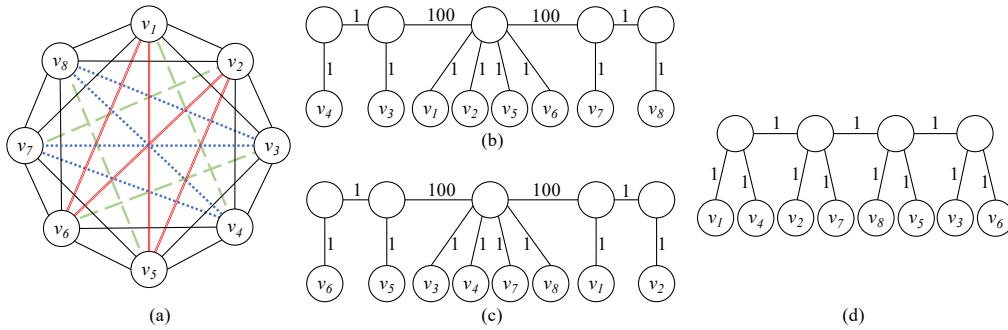 v1
v8 v2
v7 v3
v6 v4
v5
(a)
1 100 100 1
1 1 1 1 1 1 1 1
v4 v3 v1 v2 v5 v6 v7 v8
(b)
1 100 100 1
1 1 1 1 1 1 1 1
v6 v5 v3 v4 v7 v8 v1 v2
(c)
1 1 1
1 1 1 1 1 1 1 1
v1 v4 v2 v7 v8 v5 v3 v6
(d)